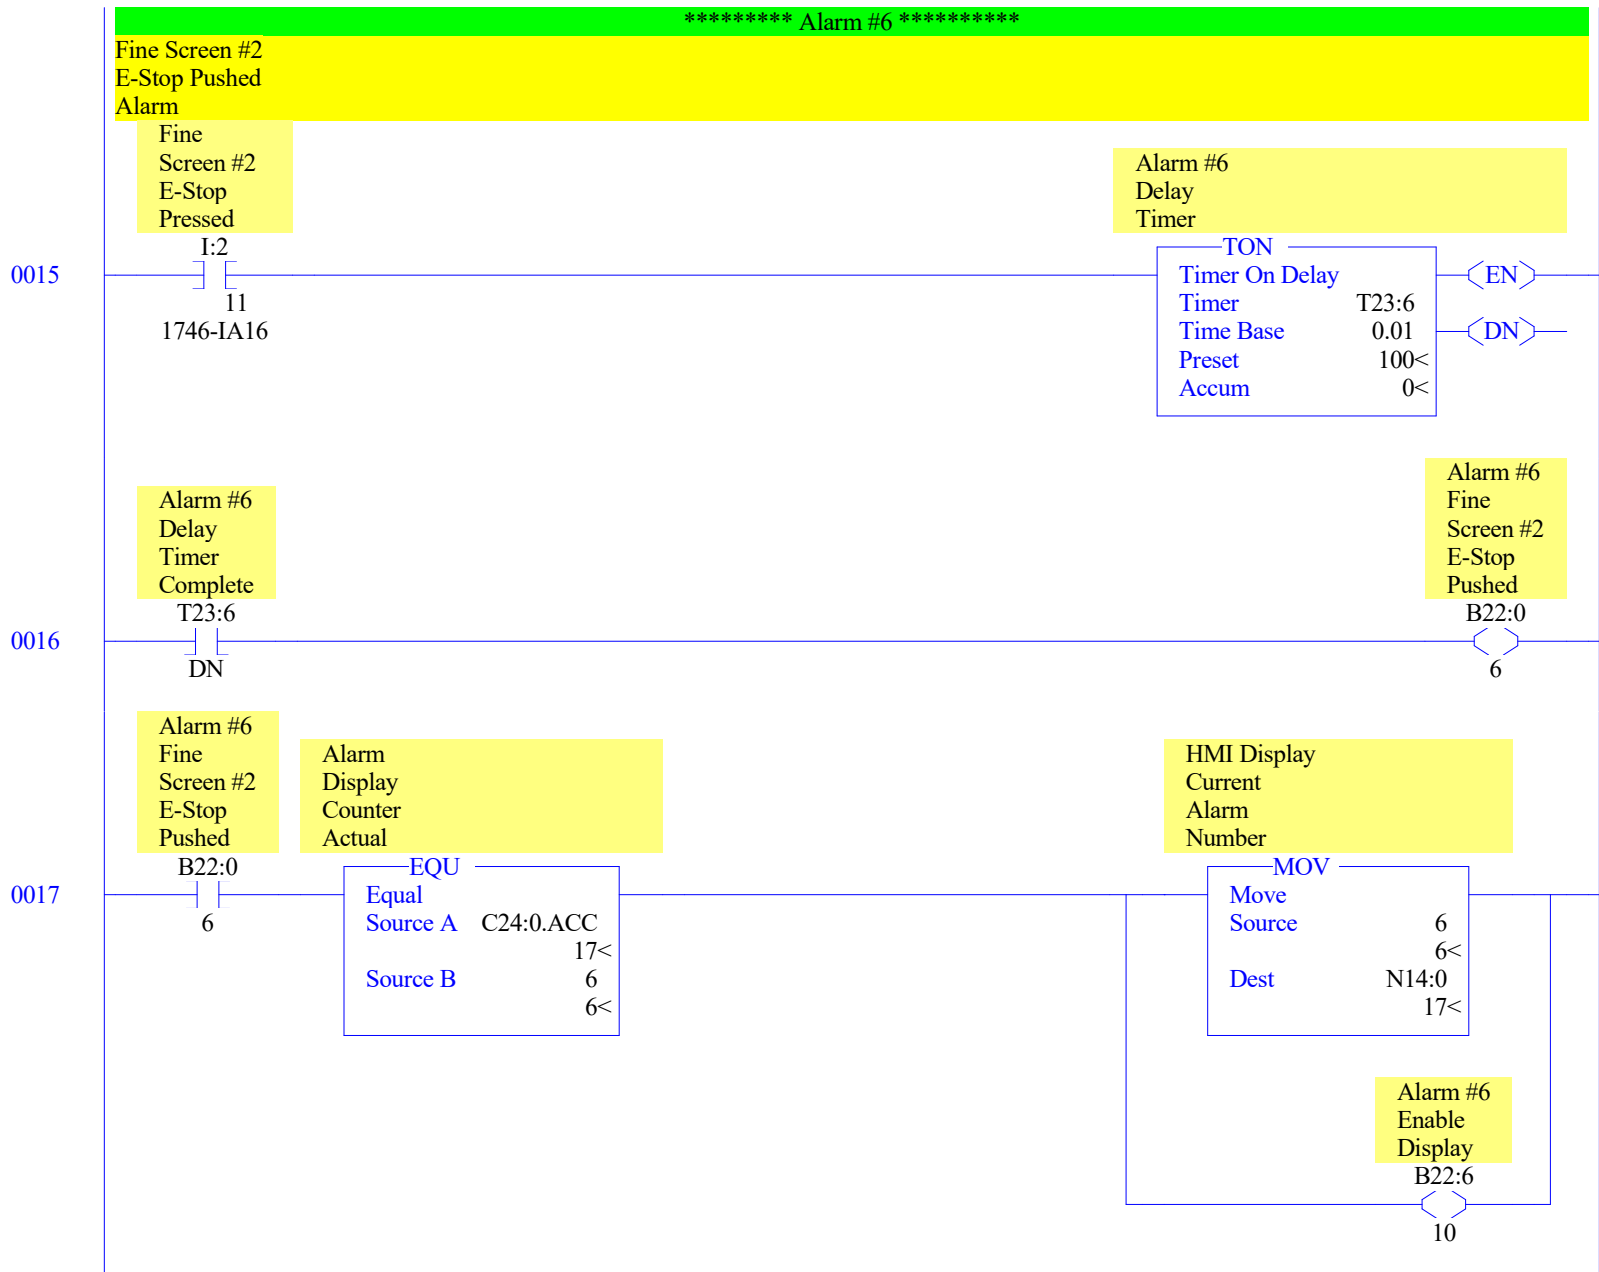 ********* Alarm #6 **********
Fine Screen #2
E-Stop Pushed
Alarm
Fine
Screen #2
E-Stop
Pressed
I:2
11
1746-IA16
0015
Alarm #6
Delay
Timer
TON
Timer On Delay
Timer T23:6
Time Base 0.01
Preset 100<
Accum 0<
EN
DN
Alarm #6
Delay
Timer
Complete
T23:6
DN
0016
Alarm #6
Fine
Screen #2
E-Stop
Pushed
B22:0
6
Alarm #6
Fine
Screen #2
E-Stop
Pushed
B22:0
6
0017
Alarm
Display
Counter
Actual
EQU
Equal
Source A C24:0.ACC
17<
Source B 6
6<
HMI Display
Current
Alarm
Number
MOV
Move
Source 6
6<
Dest N14:0
17<
Alarm #6
Enable
Display
B22:6
10